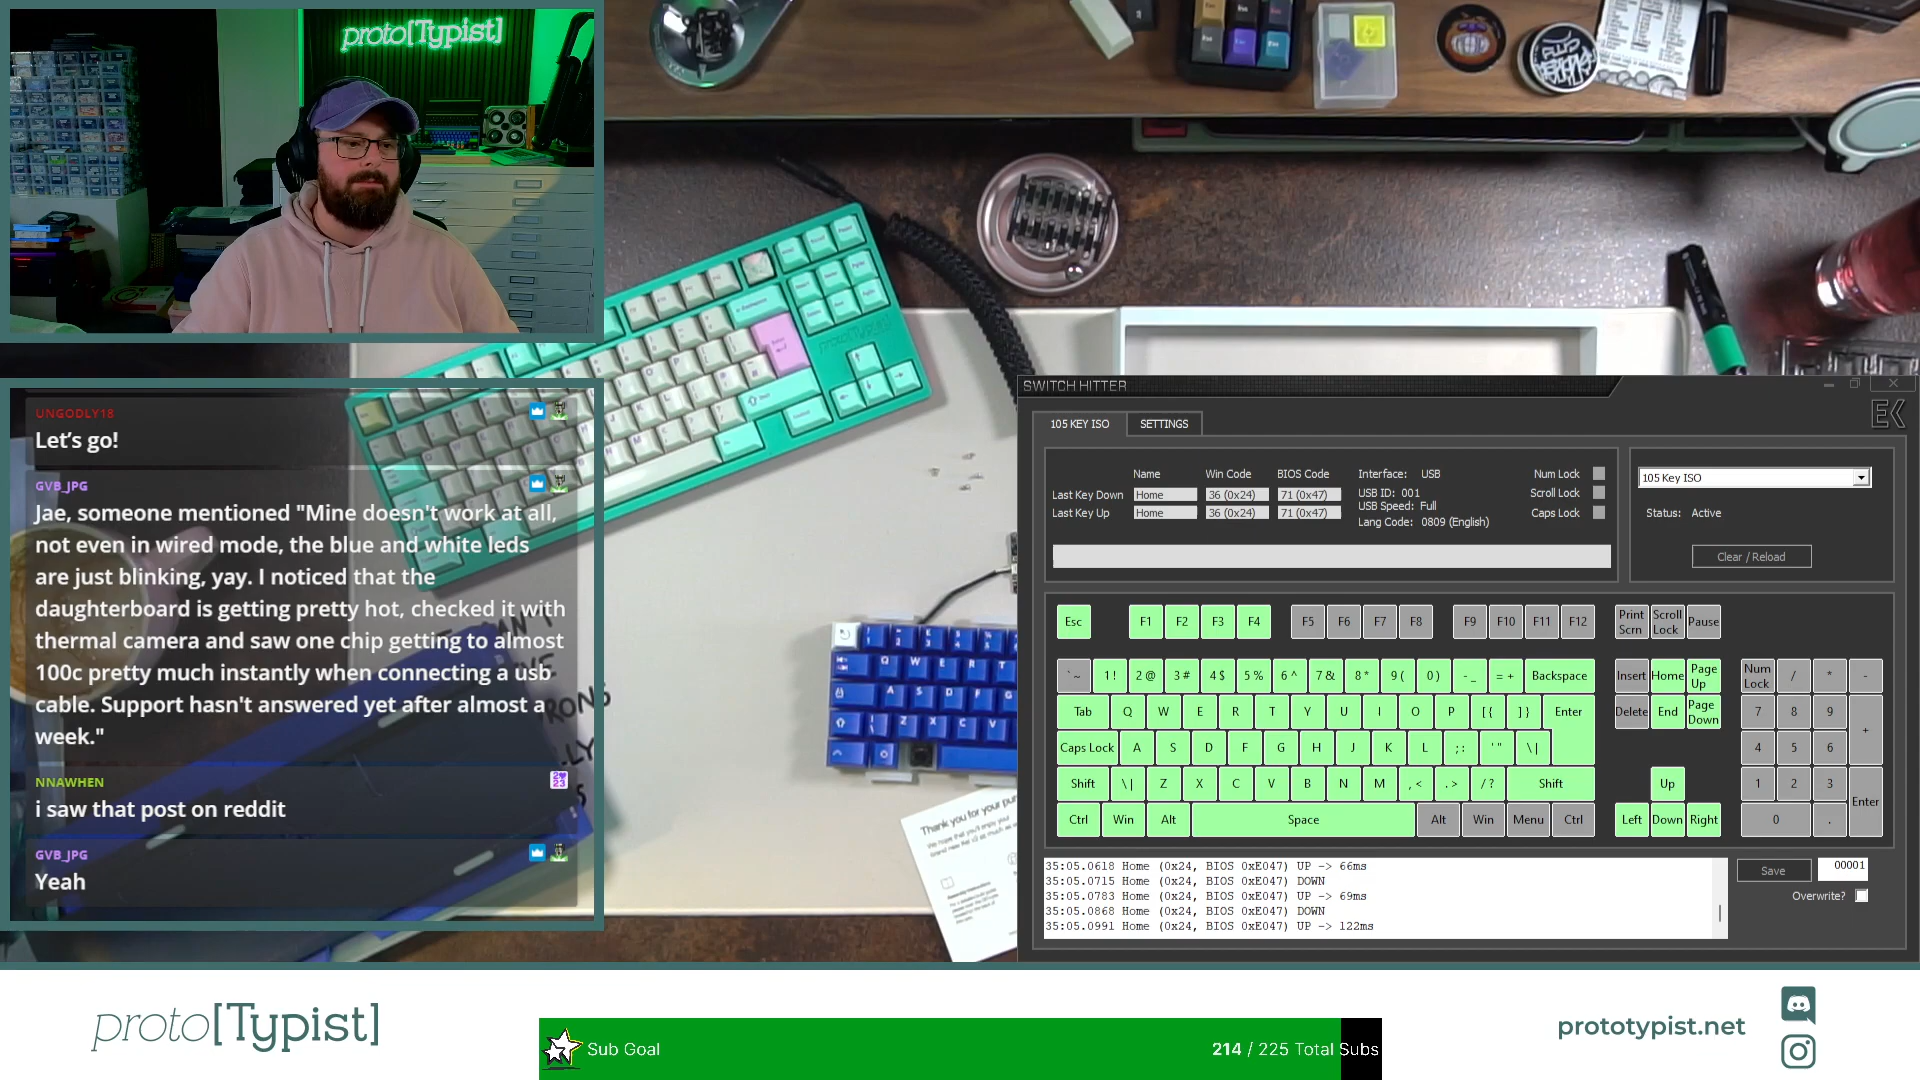 proto[Typist]
UNGODLY18
Let's go!
GVB_JPG
Jae, someone mentioned "Mine doesn't work at all,
not even in wired mode, the blue and white leds
are just blinking, yay. I noticed that the
daughterboard is getting pretty hot, checked it with
thermal camera and saw one chip getting to almost
100c pretty much instantly when connecting a usb
cable. Support hasn't answered yet after almost a
week."
NNAWHEN
i saw that post on reddit
GVB_JPG
Yeah
Thank you for your pur
SWITCH HITTER
EK
105 KEY ISO SETTINGS
Name Win Code BIOS Code
Last Key Down Home 36 (0x24) 71 (0x47)
Last Key Up Home 36 (0x24) 71 (0x47)
Interface: USB
USB ID: 001
USB Speed: Full
Lang Code: 0809 (English)
Num Lock
Scroll Lock
Caps Lock
105 Key ISO
Status: Active
Clear / Reload
Esc F1 F2 F3 F4 F5 F6 F7 F8 F9 F10 F11 F12 Print Scrn Scroll Lock Pause
` ~ 1 ! 2 @ 3 # 4 $ 5 % 6 ^ 7 & 8 * 9 ( 0 ) - _ = + Backspace Insert Home Page Up Num Lock / * -
Tab Q W E R T Y U I O P [ { ] } Enter Delete End Page Down 7 8 9 +
Caps Lock A S D F G H J K L ; : ' " \ | 4 5 6
Shift \ | Z X C V B N M , < . > / ? Shift Up 1 2 3 Enter
Ctrl Win Alt Space Alt Win Menu Ctrl Left Down Right 0 .
35:05.0618 Home (0x24, BIOS 0xE047) UP -> 66ms
35:05.0715 Home (0x24, BIOS 0xE047) DOWN
35:05.0783 Home (0x24, BIOS 0xE047) UP -> 69ms
35:05.0868 Home (0x24, BIOS 0xE047) DOWN
35:05.0991 Home (0x24, BIOS 0xE047) UP -> 122ms
Save 00001
Overwrite?
proto[Typist]
Sub Goal 214 / 225 Total Subs
prototypist.net